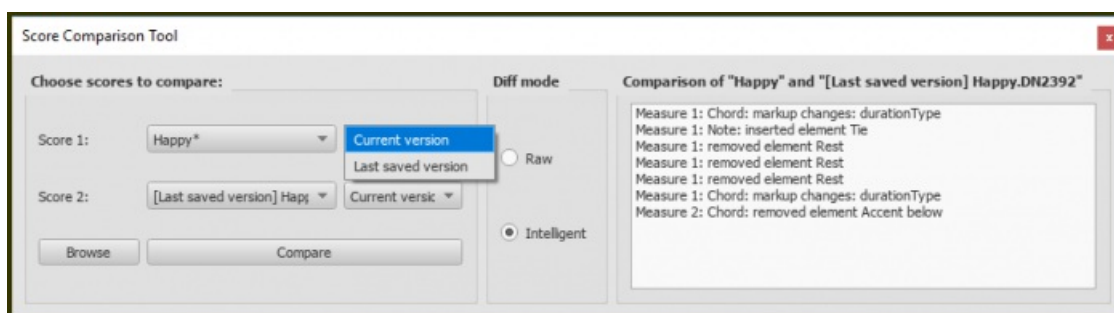 Score Comparison Tool
x
Choose scores to compare:
Diff mode
Comparison of "Happy" and "[Last saved version] Happy.DN2392"
Score 1:
Happy*
Current version
Last saved version
Score 2:
[Last saved version] Happ
Current versic
Browse
Compare
Raw
Intelligent
Measure 1: Chord: markup changes: durationType
Measure 1: Note: inserted element Tie
Measure 1: removed element Rest
Measure 1: removed element Rest
Measure 1: removed element Rest
Measure 1: Chord: markup changes: durationType
Measure 2: Chord: removed element Accent below